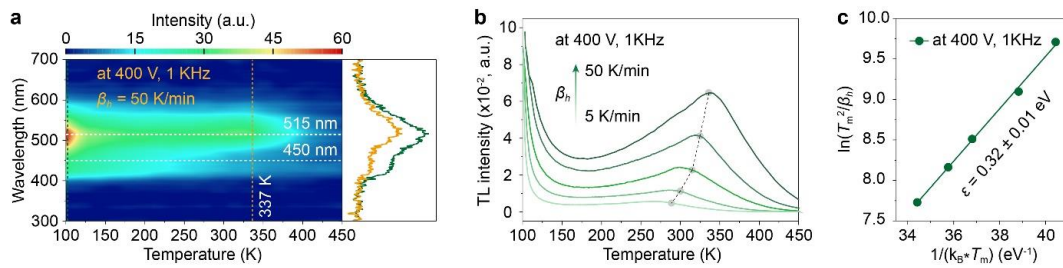 a
Intensity (a.u.)
0 15 30 45 60
Wavelength (nm)
700
600
500
400
300
at 400 V, 1 KHz
βh = 50 K/min
515 nm
450 nm
337 K
100 150 200 250 300 350 400 450
Temperature (K)
b
TL intensity (x10-2, a.u.)
10
8
6
4
2
0
at 400 V, 1KHz
50 K/min
βh
5 K/min
100 150 200 250 300 350 400 450
Temperature (K)
c
ln(Tm2/βh)
10.0
9.5
9.0
8.5
8.0
7.5
at 400 V, 1KHz
ε = 0.32 ± 0.01 eV
34 36 38 40
1/(kB*Tm) (eV-1)